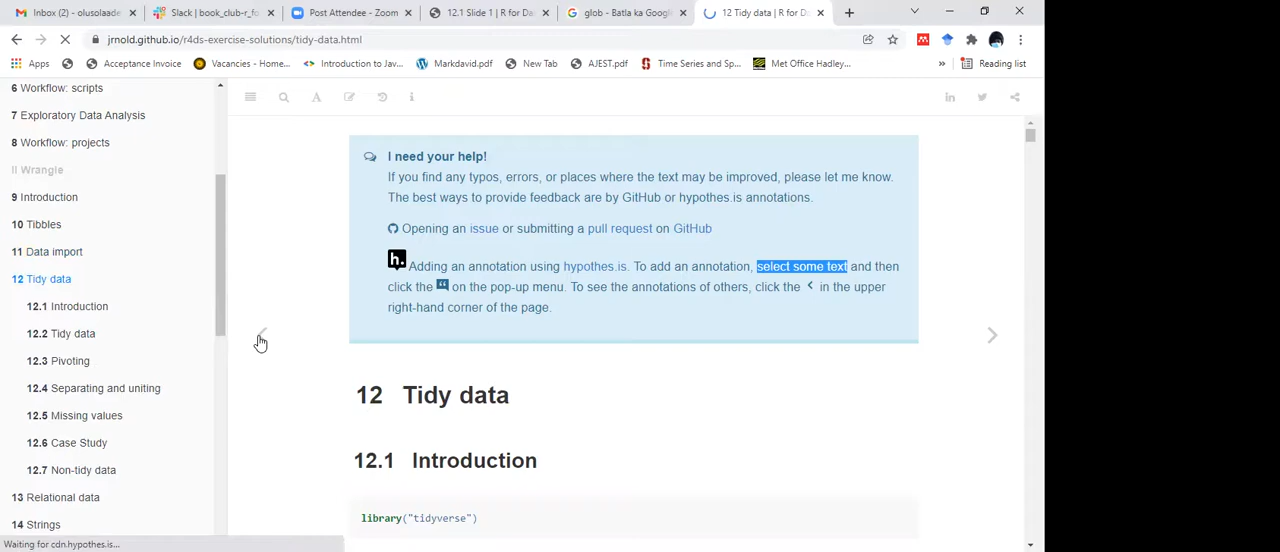 Inbox (2) - olusolaade
Slack | book_club-r_fo
Post Attendee - Zoom
12.1 Slide 1 | R for Da
glob - Batla ka Google
12 Tidy data | R for Da
jrnold.github.io/r4ds-exercise-solutions/tidy-data.html
Apps
Acceptance Invoice
Vacancies - Home...
Introduction to Jav...
Markdavid.pdf
New Tab
AJEST.pdf
Time Series and Sp...
Met Office Hadley...
»
Reading list
6 Workflow: scripts
7 Exploratory Data Analysis
8 Workflow: projects
II Wrangle
9 Introduction
10 Tibbles
11 Data import
12 Tidy data
12.1 Introduction
12.2 Tidy data
12.3 Pivoting
12.4 Separating and uniting
12.5 Missing values
12.6 Case Study
12.7 Non-tidy data
13 Relational data
14 Strings
Waiting for cdn.hypothes.is...
I need your help!
If you find any typos, errors, or places where the text may be improved, please let me know.
The best ways to provide feedback are by GitHub or hypothes.is annotations.
Opening an issue or submitting a pull request on GitHub
h. Adding an annotation using hypothes.is. To add an annotation, select some text and then
click the on the pop-up menu. To see the annotations of others, click the in the upper
right-hand corner of the page.
12 Tidy data
12.1 Introduction
library("tidyverse")